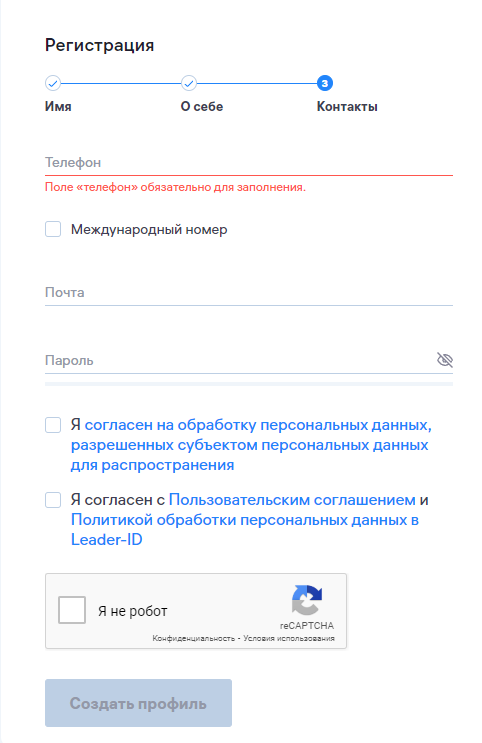 Регистрация
3
Имя
О себе
Контакты
Телефон
Поле «телефон» обязательно для заполнения.
Международный номер
Почта
Пароль
Я согласен на обработку персональных данных,
разрешенных субъектом персональных данных
для распространения
Я согласен с Пользовательским соглашением и
Политикой обработки персональных данных в
Leader-ID
Я не робот
reCAPTCHA
Конфиденциальность - Условия использования
Создать профиль